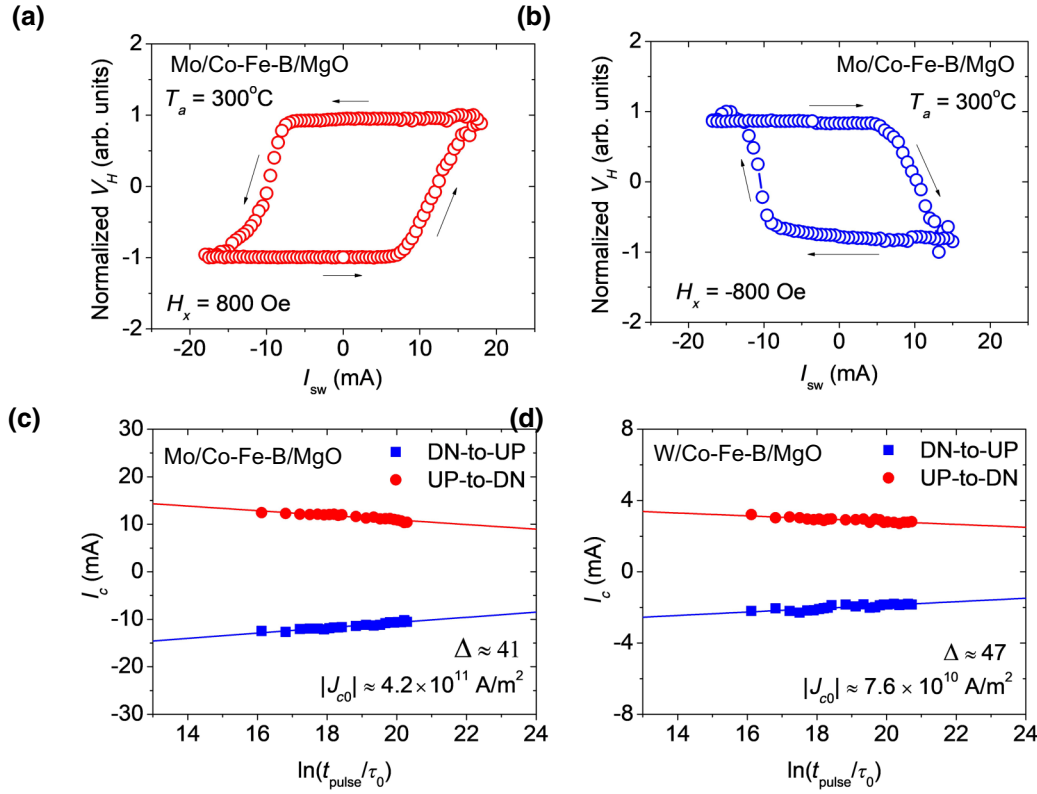 (a)
Mo/Co-Fe-B/MgO
T_a = 300°C
H_x = 800 Oe
Normalized V_H (arb. units)
2
1
0
-1
-2
-20 -10 0 10 20
I_sw (mA)
(b)
Mo/Co-Fe-B/MgO
T_a = 300°C
H_x = -800 Oe
Normalized V_H (arb. units)
2
1
0
-1
-2
-20 -10 0 10 20
I_sw (mA)
(c)
Mo/Co-Fe-B/MgO
DN-to-UP
UP-to-DN
Δ ≈ 41
|J_c0| ≈ 4.2 × 10^11 A/m^2
I_c (mA)
30
20
10
0
-10
-20
-30
14 16 18 20 22 24
ln(t_pulse/τ_0)
(d)
W/Co-Fe-B/MgO
DN-to-UP
UP-to-DN
Δ ≈ 47
|J_c0| ≈ 7.6 × 10^10 A/m^2
I_c (mA)
8
4
0
-4
-8
14 16 18 20 22 24
ln(t_pulse/τ_0)